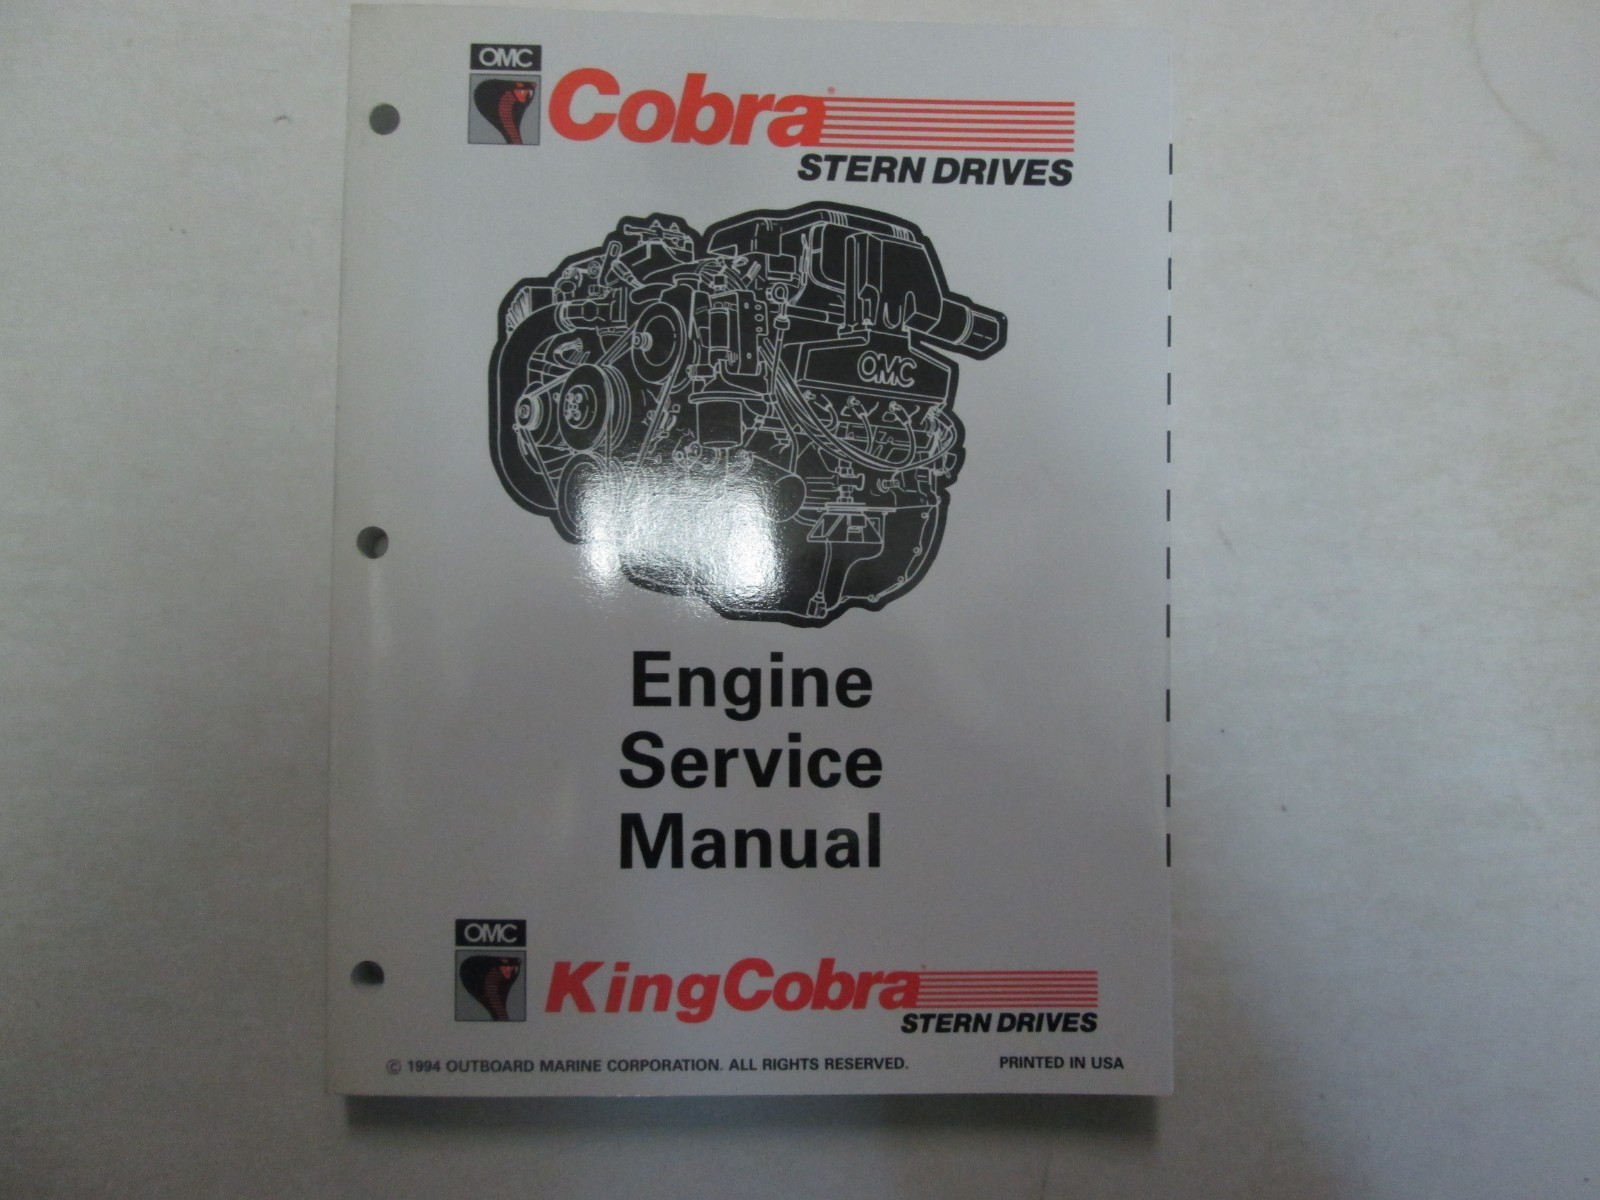 OMC
Cobra®
STERN DRIVES
OMC
Engine
Service
Manual
OMC
KingCobra
STERN DRIVES
© 1994 OUTBOARD MARINE CORPORATION. ALL RIGHTS RESERVED. PRINTED IN USA